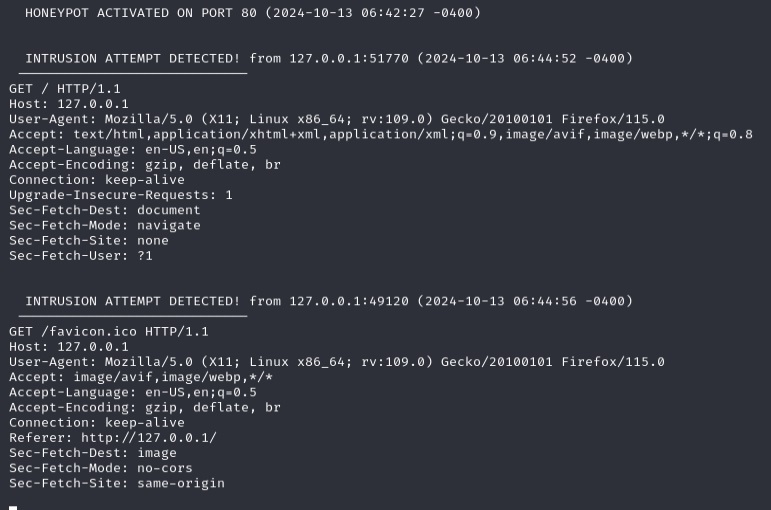 HONEYPOT ACTIVATED ON PORT 80 (2024-10-13 06:42:27 -0400)
INTRUSION ATTEMPT DETECTED! from 127.0.0.1:51770 (2024-10-13 06:44:52 -0400)
GET / HTTP/1.1
Host: 127.0.0.1
User-Agent: Mozilla/5.0 (X11; Linux x86_64; rv:109.0) Gecko/20100101 Firefox/115.0
Accept: text/html,application/xhtml+xml,application/xml;q=0.9,image/avif,image/webp,*/*;q=0.8
Accept-Language: en-US,en;q=0.5
Accept-Encoding: gzip, deflate, br
Connection: keep-alive
Upgrade-Insecure-Requests: 1
Sec-Fetch-Dest: document
Sec-Fetch-Mode: navigate
Sec-Fetch-Site: none
Sec-Fetch-User: ?1
INTRUSION ATTEMPT DETECTED! from 127.0.0.1:49120 (2024-10-13 06:44:56 -0400)
GET /favicon.ico HTTP/1.1
Host: 127.0.0.1
User-Agent: Mozilla/5.0 (X11; Linux x86_64; rv:109.0) Gecko/20100101 Firefox/115.0
Accept: image/avif,image/webp,*/*
Accept-Language: en-US,en;q=0.5
Accept-Encoding: gzip, deflate, br
Connection: keep-alive
Referer: http://127.0.0.1/
Sec-Fetch-Dest: image
Sec-Fetch-Mode: no-cors
Sec-Fetch-Site: same-origin